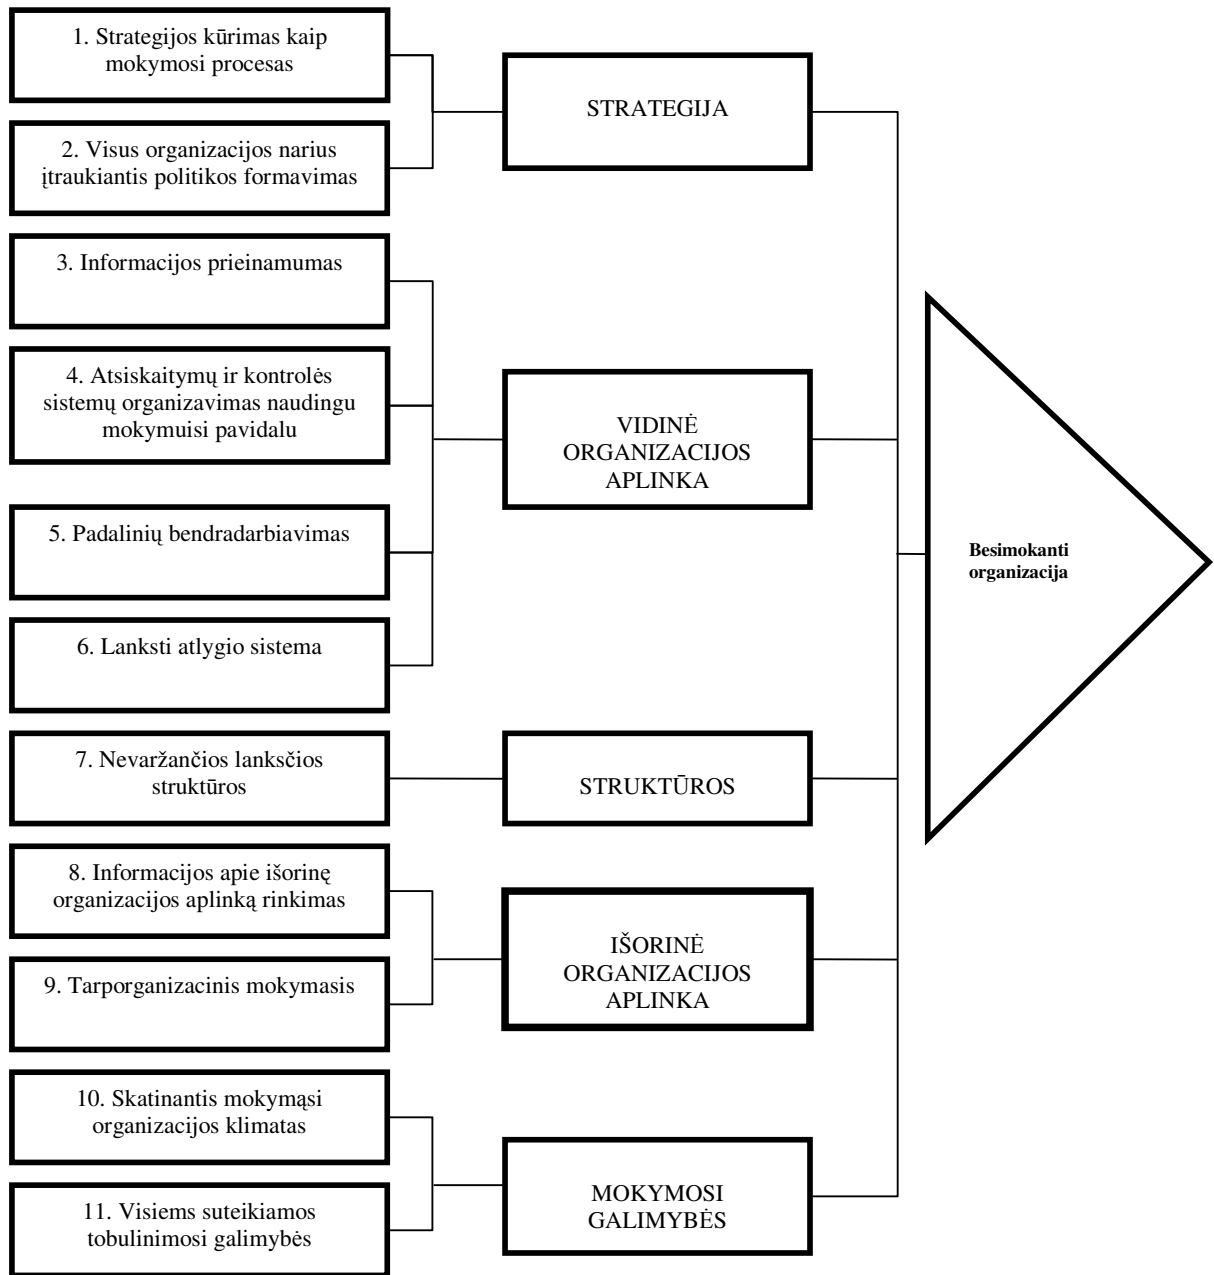 1. Strategijos kūrimas kaip
mokymosi procesas
STRATEGIJA
2. Visus organizacijos narius
įtraukiantis politikos formavimas
3. Informacijos prieinamumas
4. Atsiskaitymų ir kontrolės
sistemų organizavimas naudingu
mokymuisi pavidalu
VIDINĖ
ORGANIZACIJOS
APLINKA
5. Padalinių bendradarbiavimas
6. Lanksti atlygio sistema
Besimokanti
organizacija
7. Nevaržančios lanksčios
struktūros
STRUKTŪROS
8. Informacijos apie išorinę
organizacijos aplinką rinkimas
IŠORINĖ
ORGANIZACIJOS
APLINKA
9. Tarporganizacinis mokymasis
10. Skatinantis mokymąsi
organizacijos klimatas
11. Visiems suteikiamos
tobulinimosi galimybės
MOKYMOSI
GALIMYBĖS